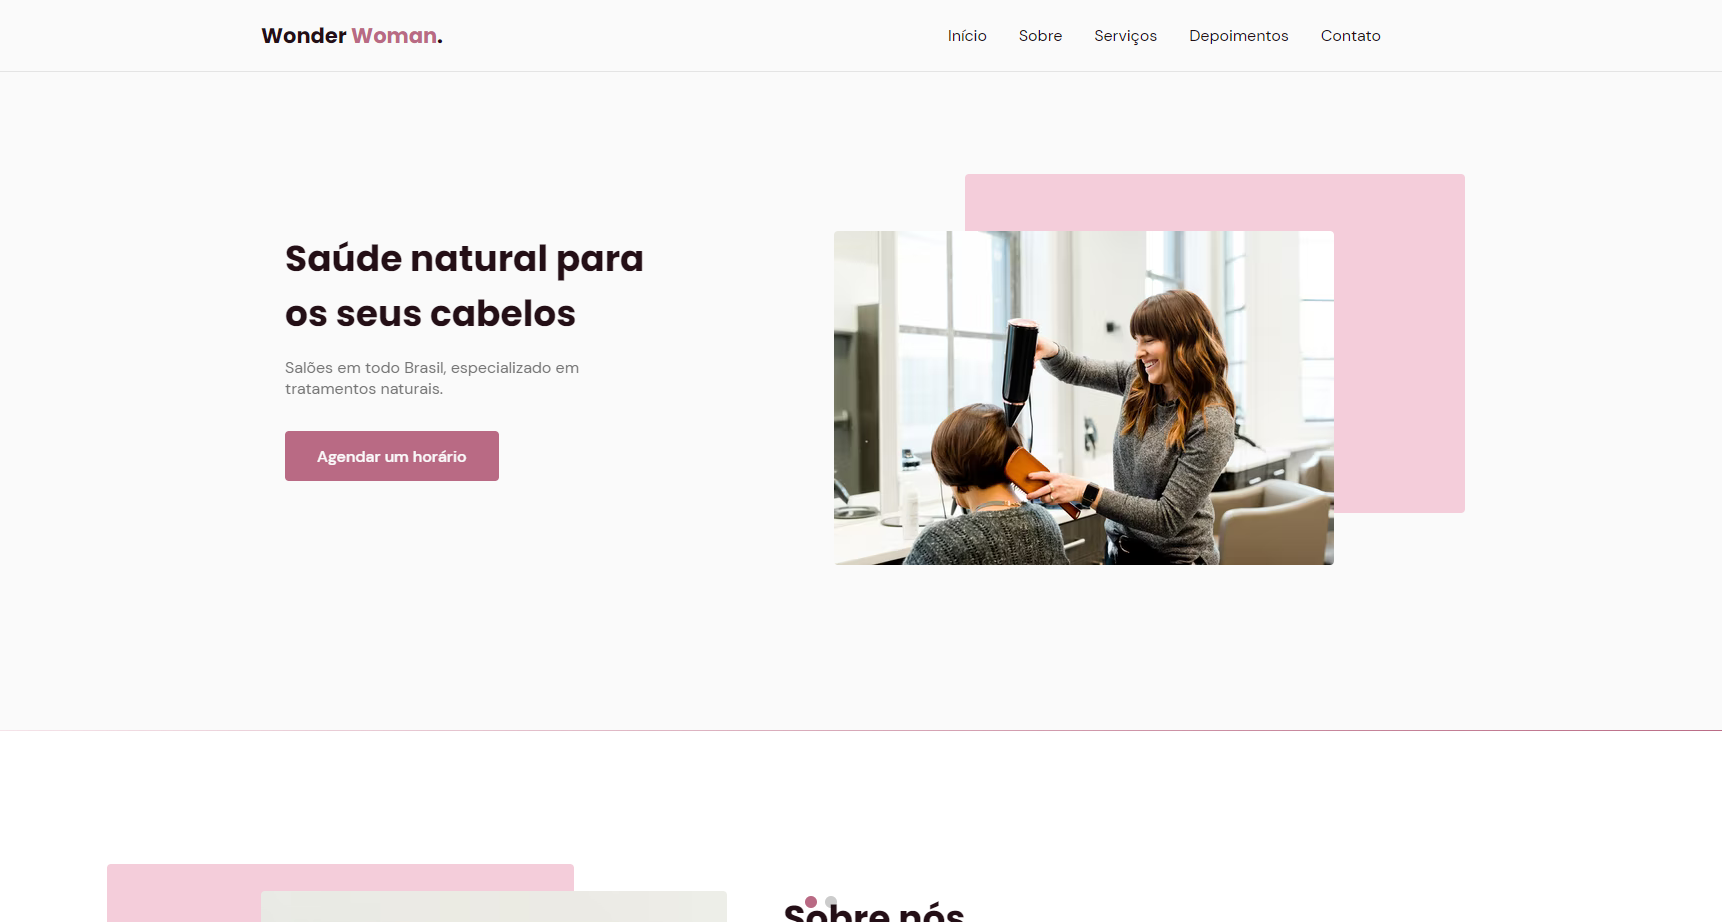 Wonder Woman.
Início Sobre Serviços Depoimentos Contato
Saúde natural para
os seus cabelos
Salões em todo Brasil, especializado em
tratamentos naturais.
Agendar um horário
Sobre nós